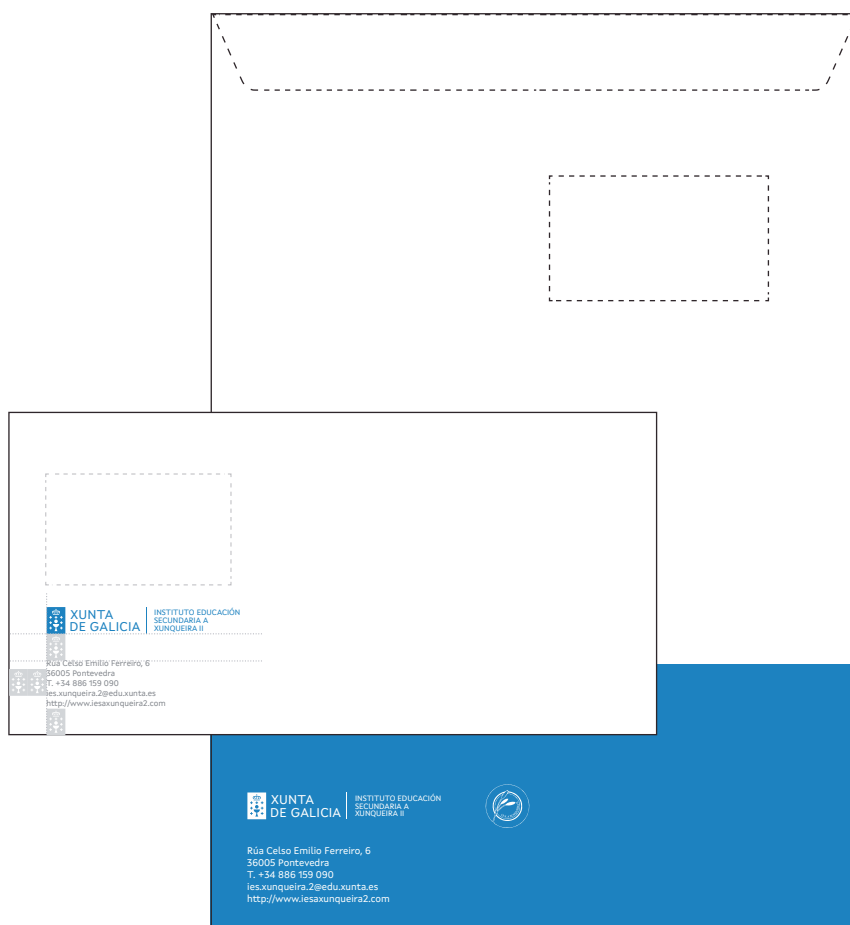 XUNTA
DE GALICIA
INSTITUTO EDUCACIÓN
SECUNDARIA A
XUNQUEIRA II
Rúa Celso Emilio Ferreiro, 6
36005 Pontevedra
T. +34 886 159 090
ies.xunqueira.2@edu.xunta.es
http://www.iesaxunqueira2.com
XUNTA
DE GALICIA
INSTITUTO EDUCACIÓN
SECUNDARIA A
XUNQUEIRA II
Rúa Celso Emilio Ferreiro, 6
36005 Pontevedra
T. +34 886 159 090
ies.xunqueira.2@edu.xunta.es
http://www.iesaxunqueira2.com